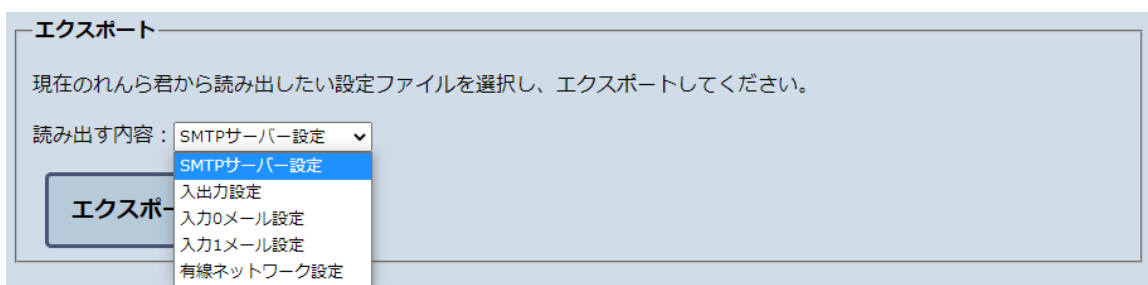 エクスポート
現在のれんら君から読み出したい設定ファイルを選択し、エクスポートしてください。
読み出す内容：SMTPサーバー設定
SMTPサーバー設定
入出力設定
エクスポー
入力0メール設定
入力1メール設定
有線ネットワーク設定